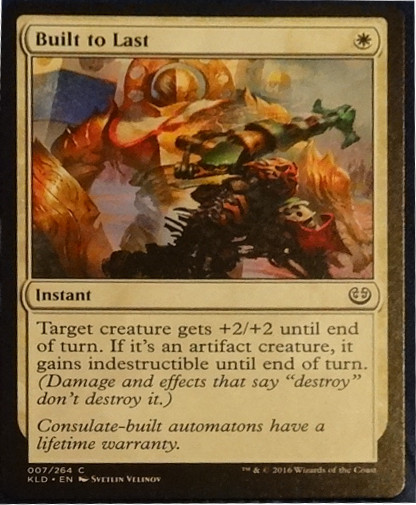 Built to Last
Instant
Target creature gets +2/+2 until end
of turn. If it's an artifact creature, it
gains indestructible until end of turn.
(Damage and effects that say “destroy”
don't destroy it.)
Consulate-built automatons have a
lifetime warranty.
007/264 C
KLD • EN Svetlin Velinov
™ & © 2016 Wizards of the Coast